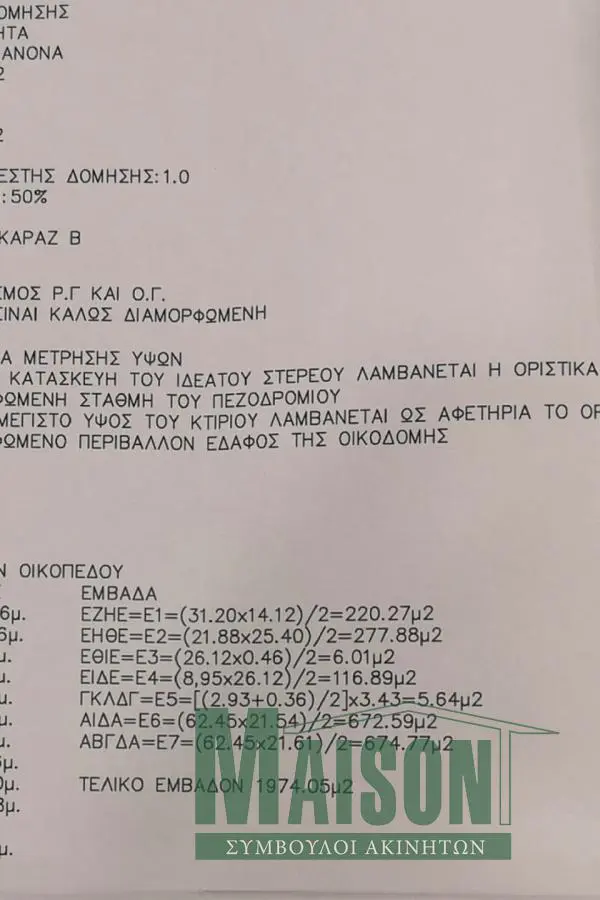 ΟΜΗΣΗΣ
ΗΤΑ
ΑΝΟΝΑ
2
2
ΕΣΤΗΣ ΔΟΜΗΣΗΣ:1.0
:50%
ΚΑΡΑΖ Β
ΕΜΟΣ Ρ.Γ ΚΑΙ Ο.Γ.
ΕΙΝΑΙ ΚΑΛΩΣ ΔΙΑΜΟΡΦΩΜΕΝΗ
Α ΜΕΤΡΗΣΗΣ ΥΨΩΝ
ΚΑΤΑΣΚΕΥΗ ΤΟΥ ΙΔΕΑΤΟΥ ΣΤΕΡΕΟΥ ΛΑΜΒΑΝΕΤΑΙ Η ΟΡΙΣΤΙΚΑ
ΦΩΜΕΝΗ ΣΤΑΘΜΗ ΤΟΥ ΠΕΖΟΔΡΟΜΙΟΥ
ΜΕΓΙΣΤΟ ΥΨΟΣ ΤΟΥ ΚΤΙΡΙΟΥ ΛΑΜΒΑΝΕΤΑΙ ΩΣ ΑΦΕΤΗΡΙΑ ΤΟ ΟΡ
ΦΩΜΕΝΟ ΠΕΡΙΒΑΛΛΟΝ ΕΔΑΦΟΣ ΤΗΣ ΟΙΚΟΔΟΜΗΣ
Ν ΟΙΚΟΠΕΔΟΥ
ΕΜΒΑΔΑ
6μ. ΕΖΗΕ=Ε1=(31.20x14.12)/2=220.27μ2
6μ. ΕΗΘΕ=Ε2=(21.88x25.40)/2=277.88μ2
μ. ΕΘΙΕ=Ε3=(26.12x0.46)/2=6.01μ2
μ. ΕΙΔΕ=Ε4=(8,95x26.12)/2=116.89μ2
μ. ΓΚΛΔΓ=Ε5=[(2.93+0.36)/2]x3.43=5.64μ2
μ. ΑΙΔΑ=Ε6=(62.45x21.54)/2=672.59μ2
μ. ΑΒΓΔΑ=Ε7=(62.45x21.61)/2=674.77μ2
6μ.
0μ. ΤΕΛΙΚΟ ΕΜΒΑΔΟΝ 1974.05μ2
3μ.
μ.
MAISON
ΣΥΜΒΟΥΛΟΙ ΑΚΙΝΗΤΩΝ